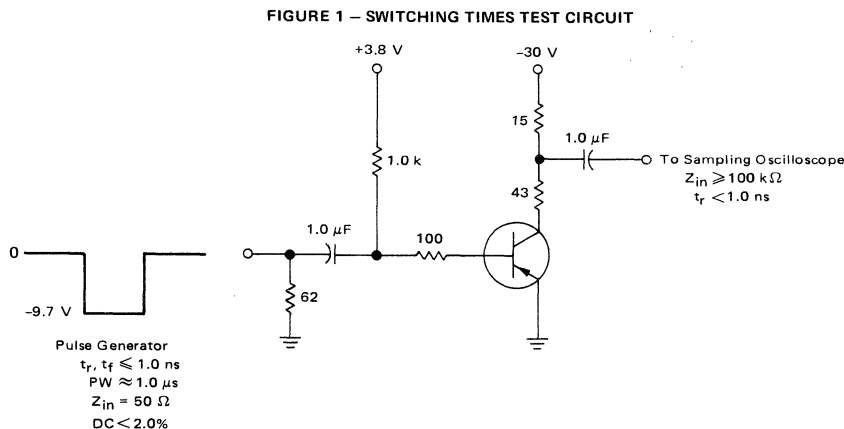 FIGURE 1 – SWITCHING TIMES TEST CIRCUIT
+3.8 V
–30 V
15
1.0 μF
1.0 k
To Sampling Oscilloscope
Zin ⩾ 100 kΩ
tr < 1.0 ns
43
1.0 μF
100
0
62
–9.7 V
Pulse Generator
tr, tf ⩽ 1.0 ns
PW ≈ 1.0 μs
Zin = 50 Ω
DC < 2.0%